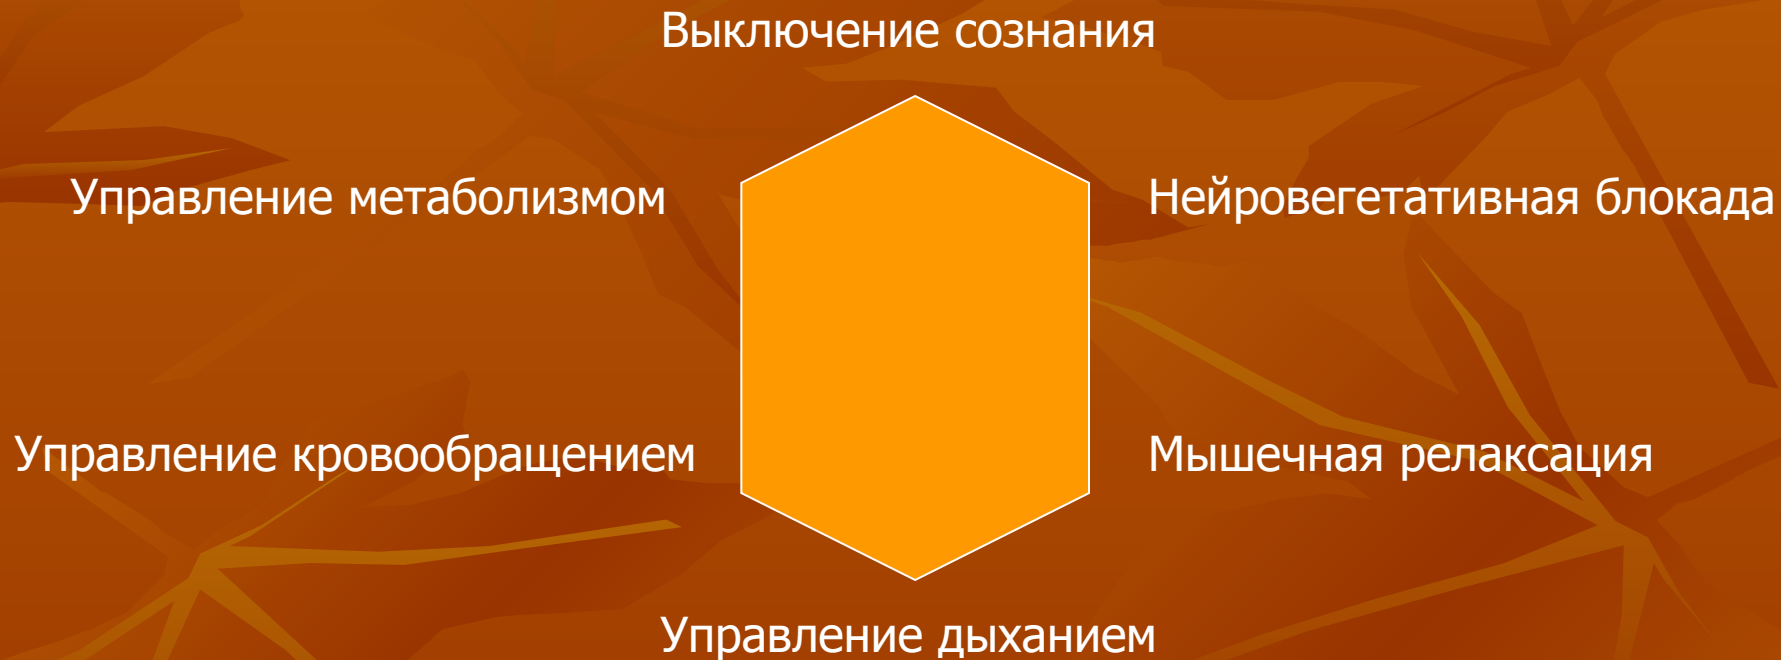 Выключение сознания
Управление метаболизмом
Нейровегетативная блокада
Управление кровообращением
Мышечная релаксация
Управление дыханием